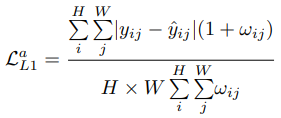 \mathcal{L}^{a}_{L1} = \frac{\sum_{i}^{H} \sum_{j}^{W} |y_{ij} - \hat{y}_{ij}| (1 + \omega_{ij})}{H \times W \sum_{i}^{H} \sum_{j}^{W} \omega_{ij}}